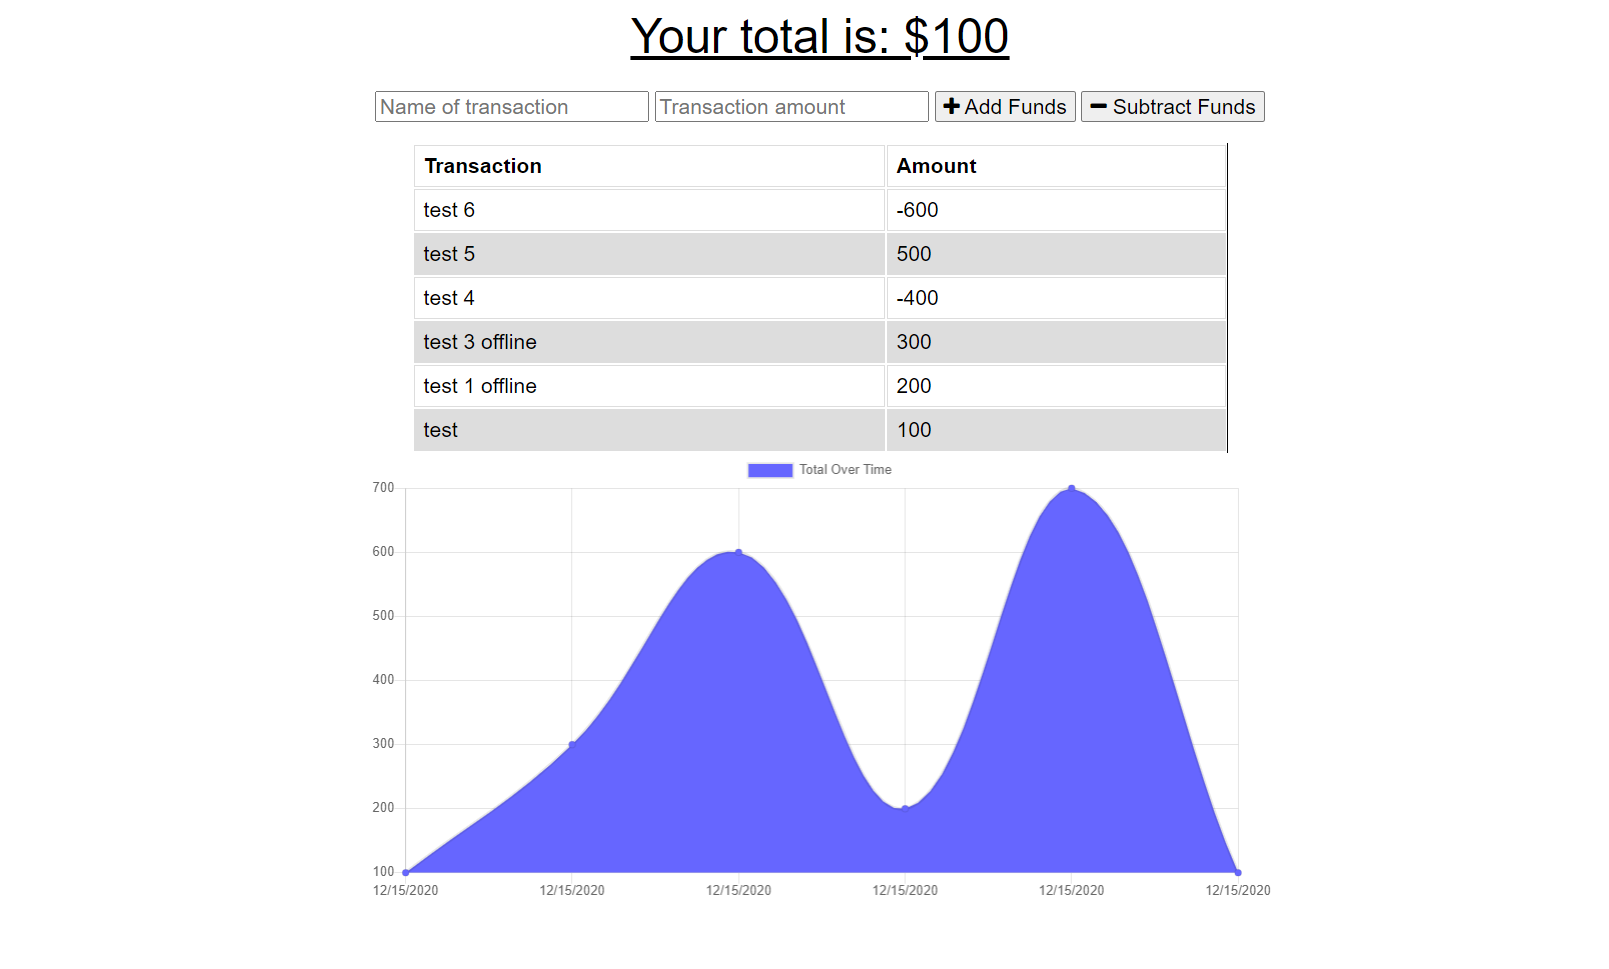 Your total is: $100
Name of transaction Transaction amount Add Funds Subtract Funds
Transaction Amount
test 6 -600
test 5 500
test 4 -400
test 3 offline 300
test 1 offline 200
test 100
Total Over Time
700
600
500
400
300
200
100
12/15/2020 12/15/2020 12/15/2020 12/15/2020 12/15/2020 12/15/2020